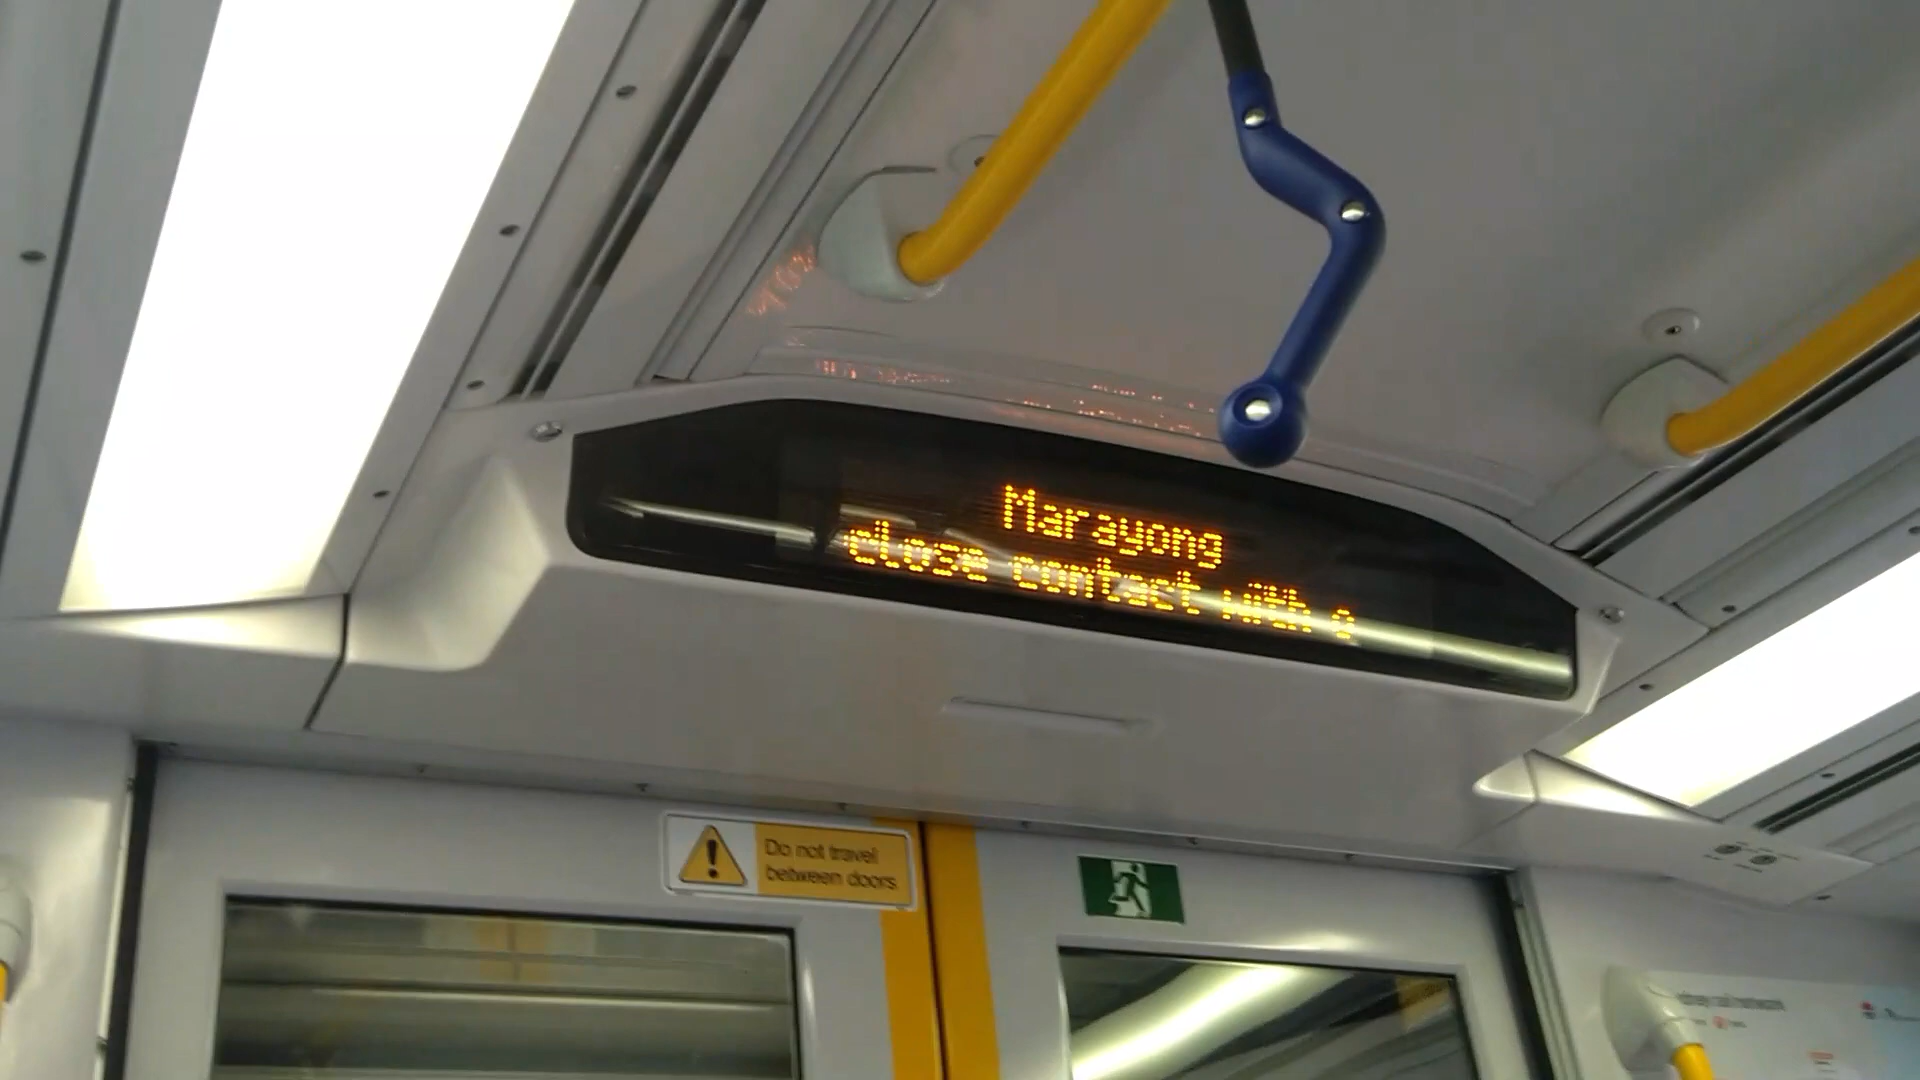 Marayong
close contact with o
Do not travel
between doors